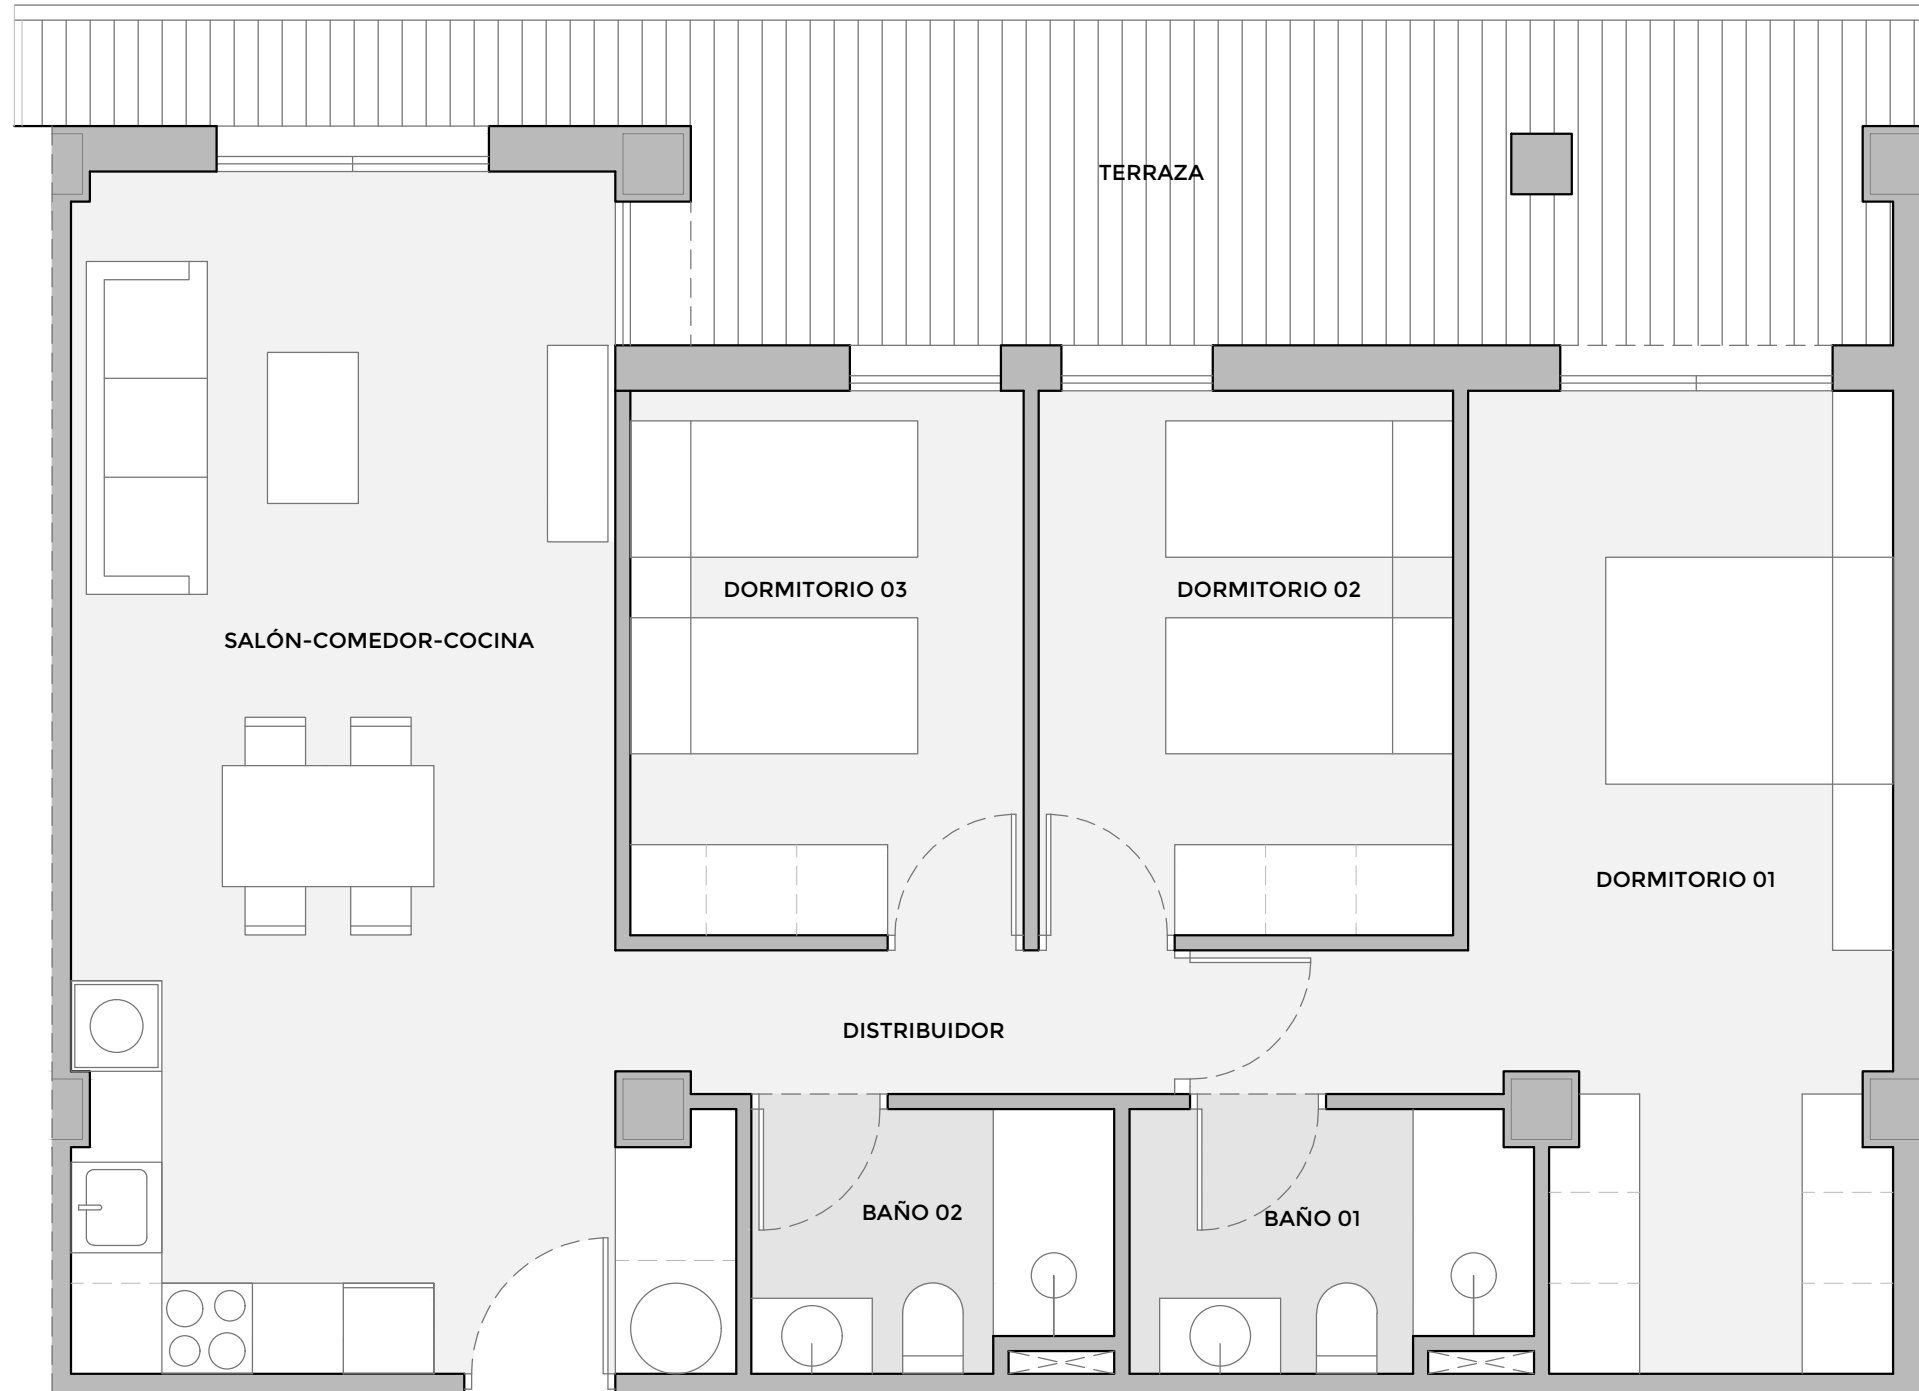 TERRAZA
DORMITORIO 03
DORMITORIO 02
SALÓN-COMEDOR-COCINA
DORMITORIO 01
DISTRIBUIDOR
BAÑO 02
BAÑO 01